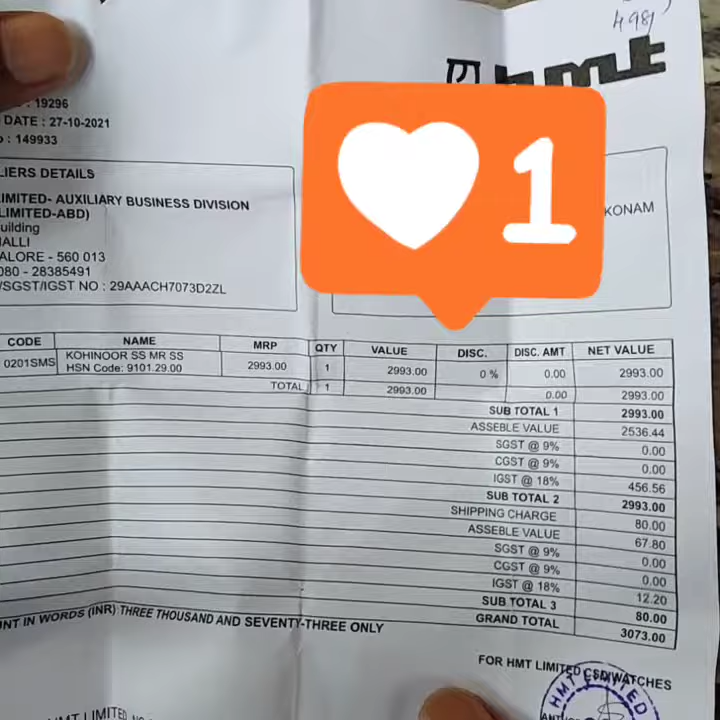 4981
hmt
: 19296
DATE : 27-10-2021
: 149933
LIERS DETAILS
LIMITED- AUXILIARY BUSINESS DIVISION
LIMITED-ABD)
uilding
ALLI
ALORE - 560 013
080 - 28385491
/SGST/IGST NO : 29AAACH7073D2ZL
KONAM
1
CODE NAME MRP QTY VALUE DISC. DISC. AMT NET VALUE
0201SMS KOHINOOR SS MR SS 2993.00 1 2993.00 0 % 0.00 2993.00
HSN Code: 9101.29.00
TOTAL 1 2993.00 0.00 2993.00
SUB TOTAL 1 2993.00
ASSEBLE VALUE 2536.44
SGST @ 9% 0.00
CGST @ 9% 0.00
IGST @ 18% 456.56
SUB TOTAL 2 2993.00
SHIPPING CHARGE 80.00
ASSEBLE VALUE 67.80
SGST @ 9% 0.00
CGST @ 9% 0.00
IGST @ 18% 12.20
SUB TOTAL 3 80.00
GRAND TOTAL 3073.00
NT IN WORDS (INR) THREE THOUSAND AND SEVENTY-THREE ONLY
FOR HMT LIMITED CSD/WATCHES
HMT LIMITED
HMT LIMITED